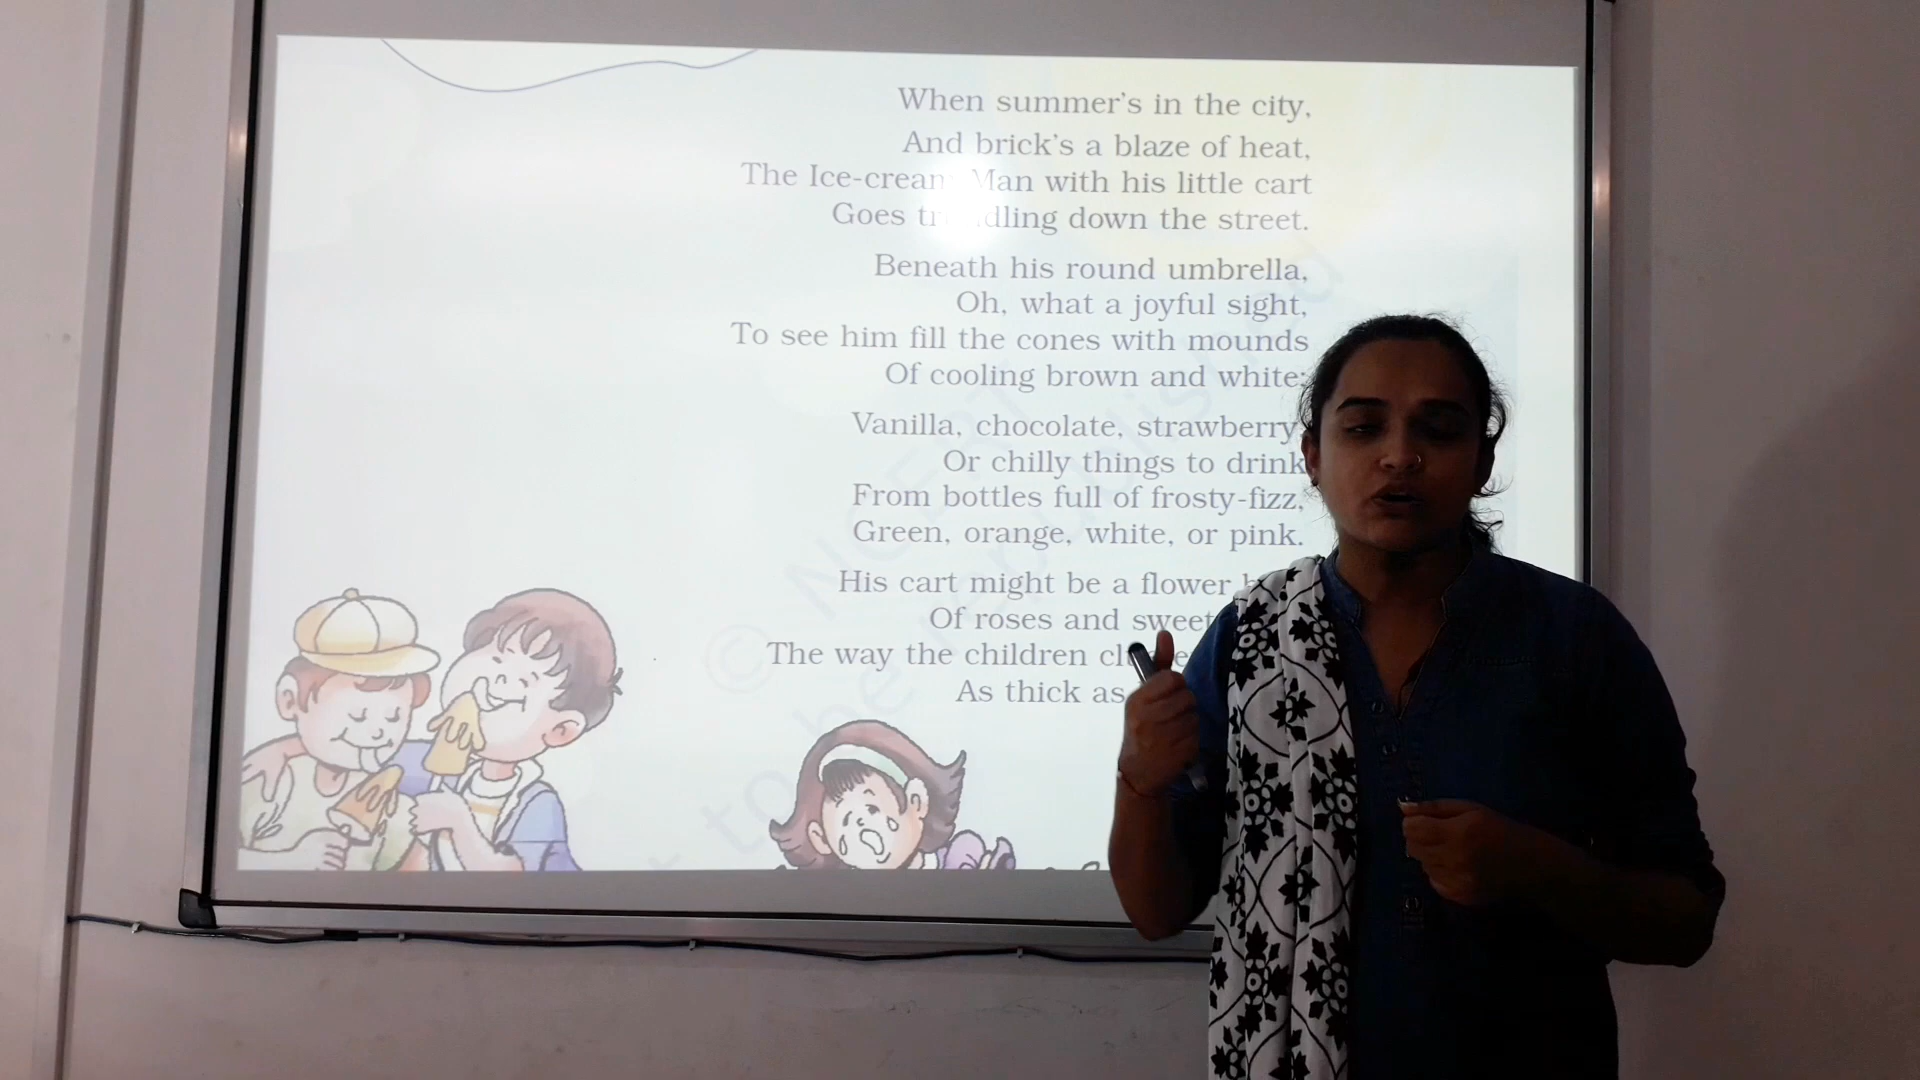 When summer's in the city,
And brick's a blaze of heat,
The Ice-cream Man with his little cart
Goes dling down the street.
Beneath his round umbrella,
Oh, what a joyful sight,
To see him fill the cones with mounds
Of cooling brown and white;
Vanilla, chocolate, strawberry
Or chilly things to drink
From bottles full of frosty-fizz,
Green, orange, white, or pink.
His cart might be a flower
Of roses and sweet
The way the children
As thick as
© NCERT
to be republished